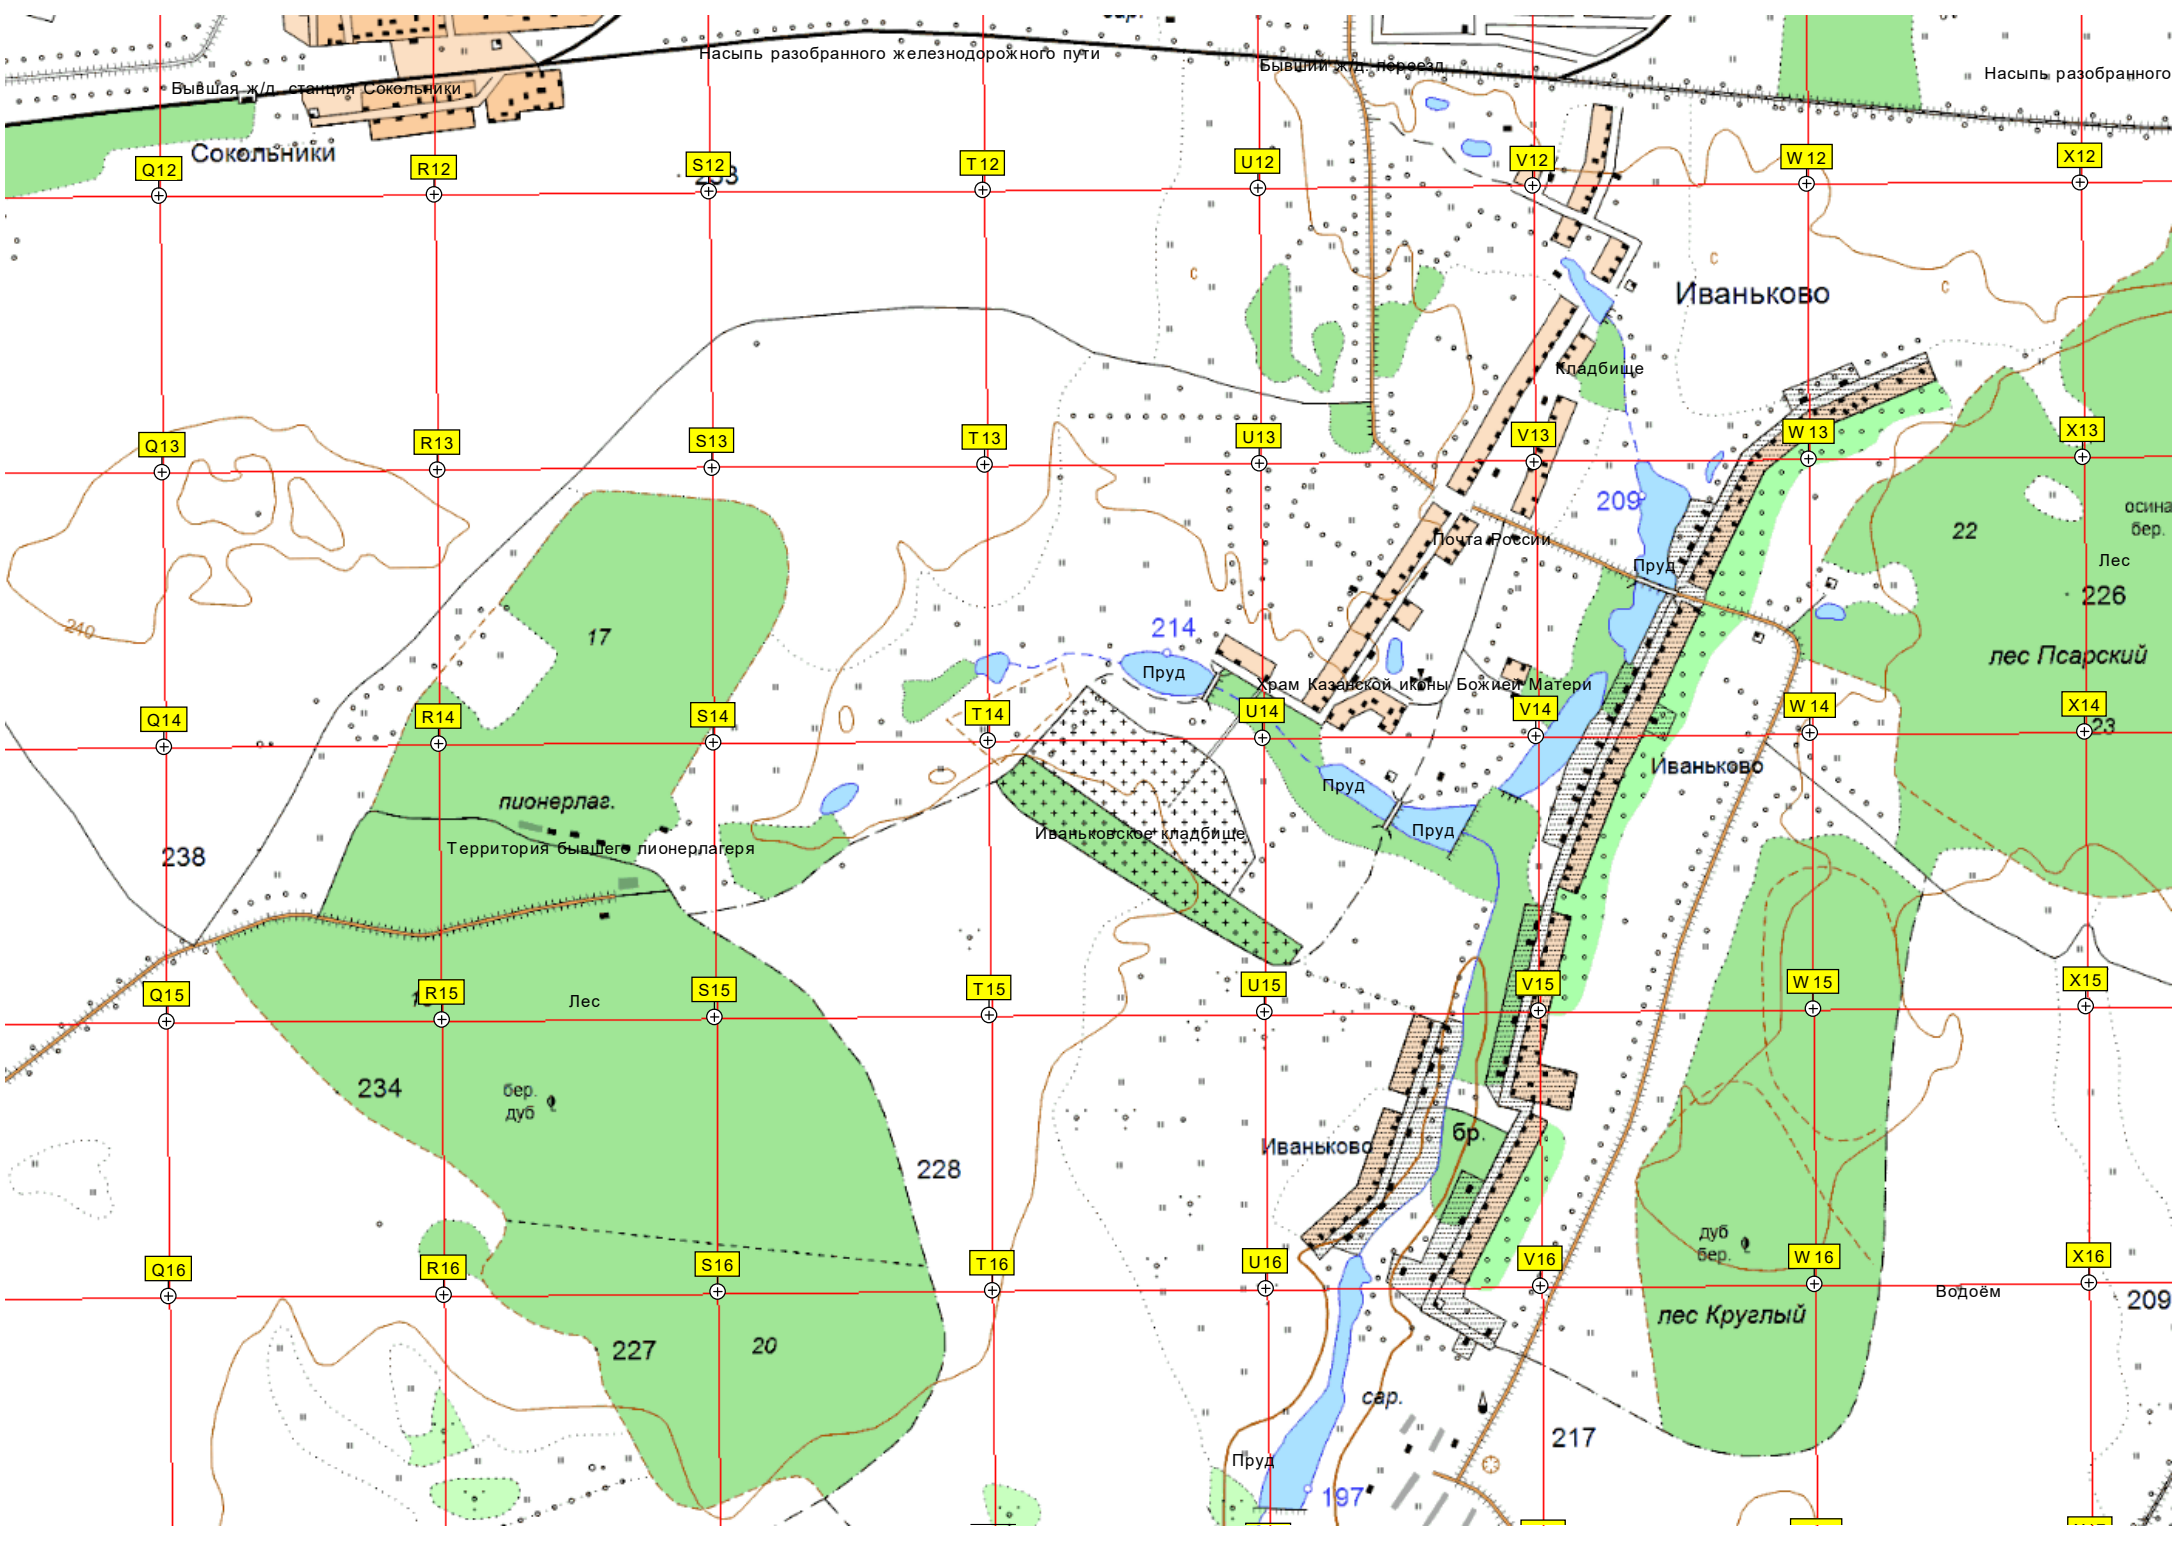 сар.
Насыпь разобранного железнодорожного пути
Бывший ж/д. переезд
Насыпь разобранного
Бывшая ж/д. станция Сокольники
Сокольники
Q12
R12
S12
T12
U12
V12
W12
X12
с
с
с
Иваньково
Кладбище
Q13
R13
S13
T13
U13
V13
W13
X13
209
22
осина
бер.
Почта России
Пруд
Лес
226
240
17
214
лес Псарский
Пруд
Храм Казанской иконы Божией Матери
Q14
R14
S14
T14
U14
V14
W14
X14
23
Иваньково
Пруд
пионерлаг.
Пруд
Иваньковское кладбище
238
Территория бывшего пионерлагеря
Q15
R15
S15
T15
U15
V15
W15
X15
Лес
234
бер.
дуб
бр.
Иваньково
228
дуб
бер.
Q16
R16
S16
T16
U16
V16
W16
X16
Водоём
209
лес Круглый
227
20
сар.
217
Пруд
197